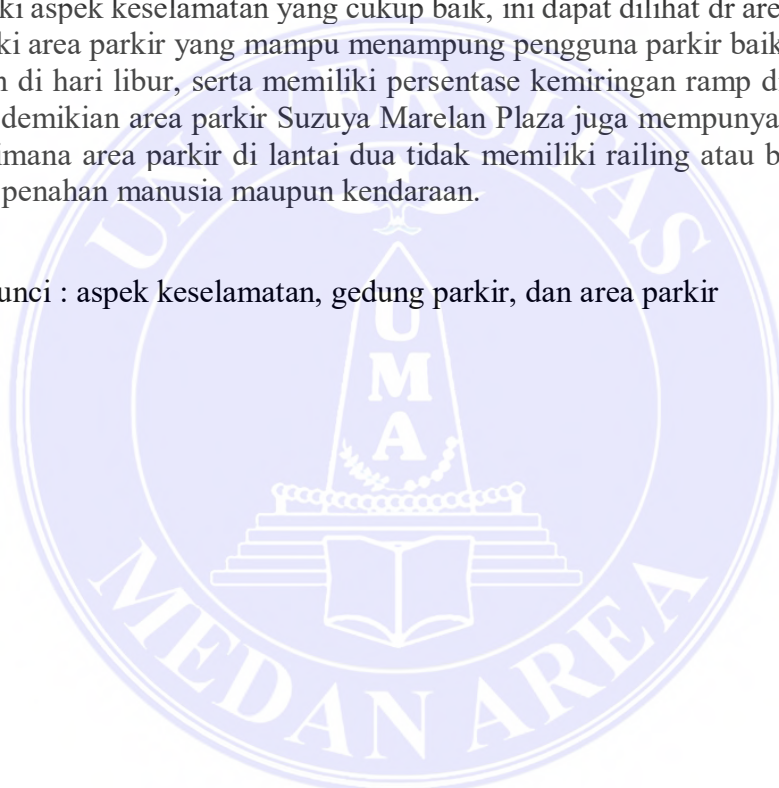 ki aspek keselamatan yang cukup baik, ini dapat dilihat dr are
ki area parkir yang mampu menampung pengguna parkir baik
n di hari libur, serta memiliki persentase kemiringan ramp d
demikian area parkir Suzuya Marelan Plaza juga mempunya
imana area parkir di lantai dua tidak memiliki railing atau b
penahan manusia maupun kendaraan.
unci : aspek keselamatan, gedung parkir, dan area parkir
UNIVERSITAS
U
M
A
MEDAN AREA